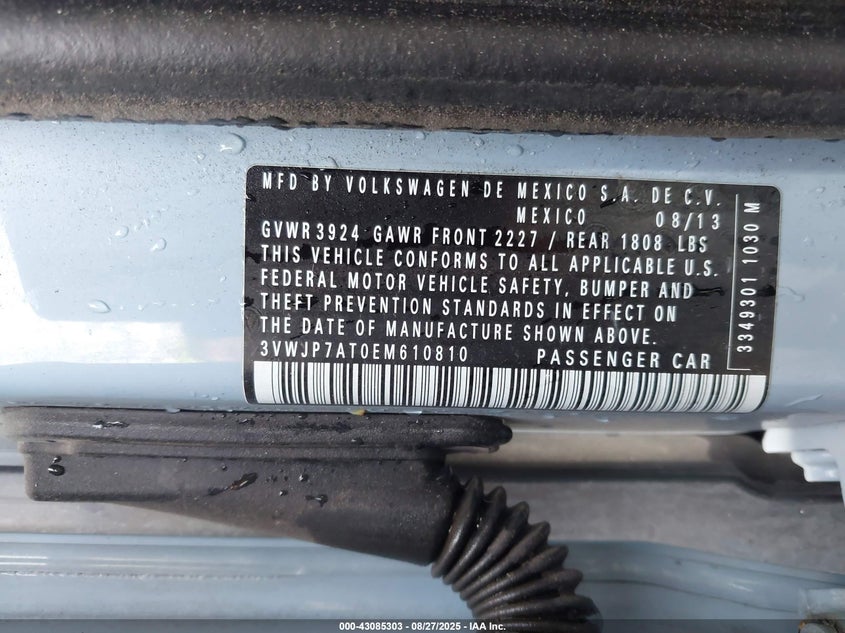 MFD BY VOLKSWAGEN DE MEXICO S.A. DE C.V.
MEXICO 08/13
GVWR 3924 GAWR FRONT 2227 / REAR 1808 LBS
THIS VEHICLE CONFORMS TO ALL APPLICABLE U.S.
FEDERAL MOTOR VEHICLE SAFETY, BUMPER AND
THEFT PREVENTION STANDARDS IN EFFECT ON
THE DATE OF MANUFACTURE SHOWN ABOVE.
3VWJP7AT0EM610810 PASSENGER CAR
3349301 1030 M
000-43085303 - 08/27/2025 - IAA Inc.